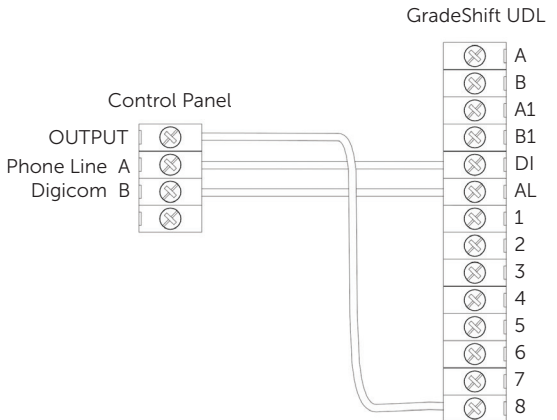 GradeShift UDL
Control Panel
OUTPUT
Phone Line A
Digicom B
A
B
A1
B1
DI
AL
1
2
3
4
5
6
7
8